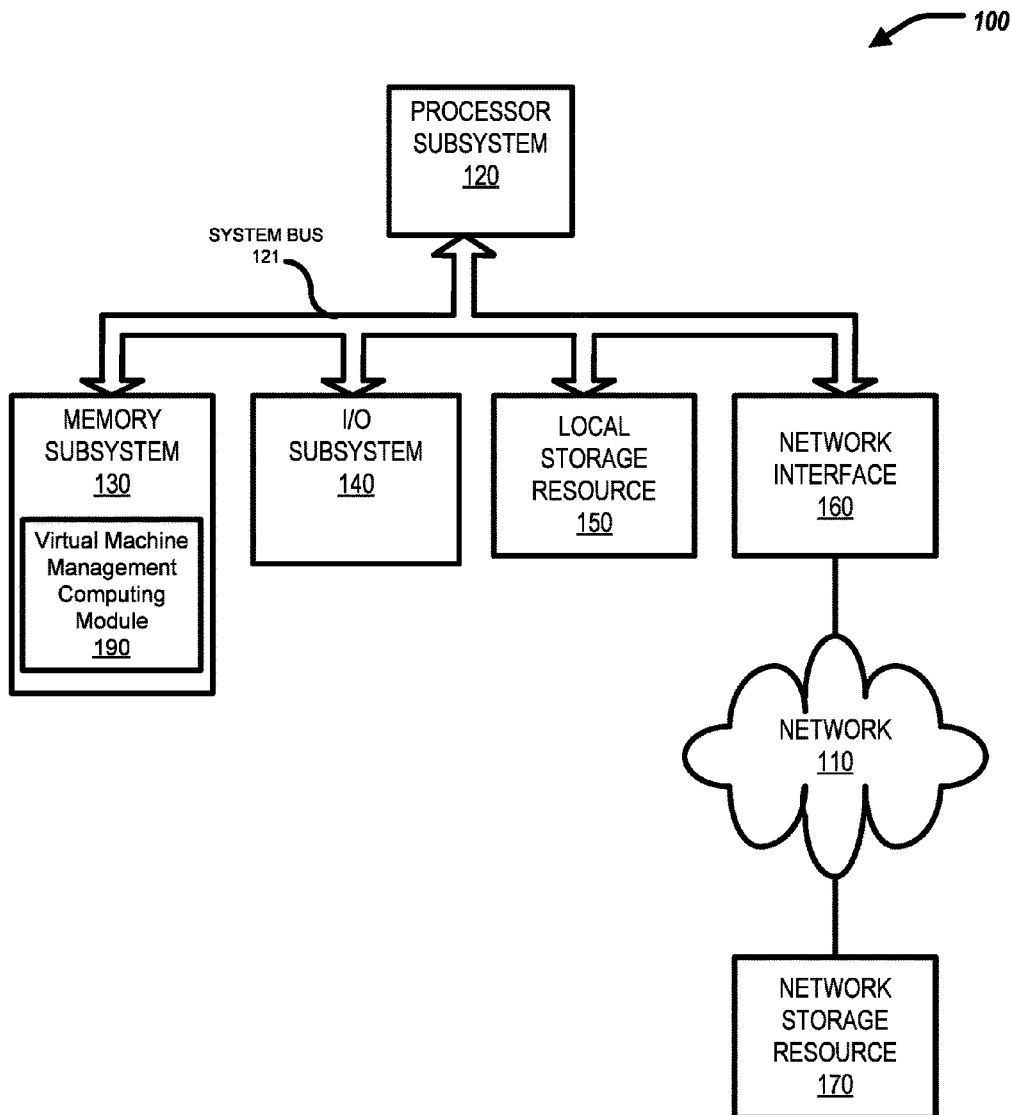 100
PROCESSOR
SUBSYSTEM
120
SYSTEM BUS
121
MEMORY
SUBSYSTEM
130
Virtual Machine
Management
Computing
Module
190
I/O
SUBSYSTEM
140
LOCAL
STORAGE
RESOURCE
150
NETWORK
INTERFACE
160
NETWORK
110
NETWORK
STORAGE
RESOURCE
170